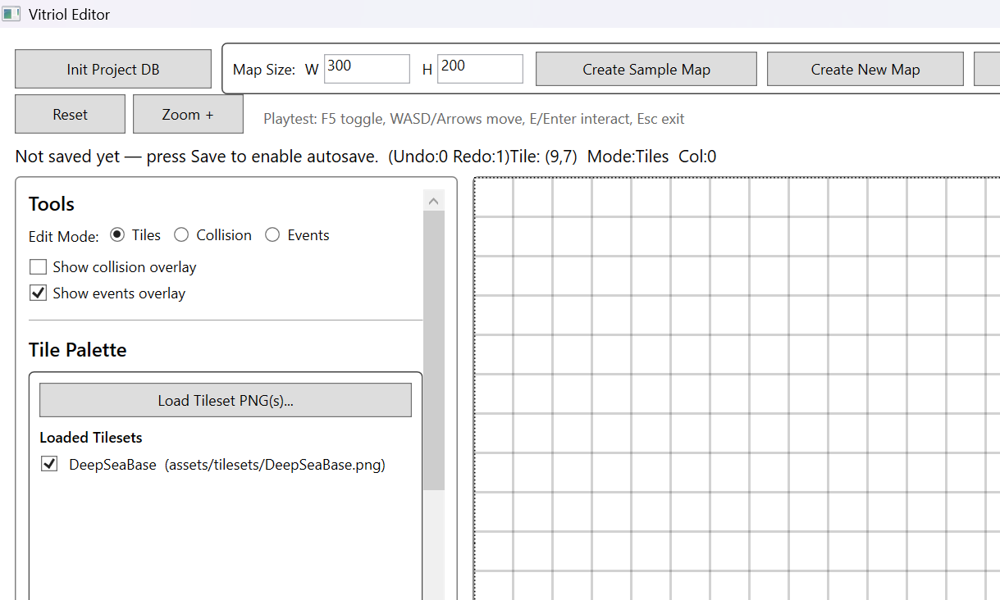 Vitriol Editor
Init Project DB Map Size: W 300 H 200 Create Sample Map Create New Map
Reset Zoom + Playtest: F5 toggle, WASD/Arrows move, E/Enter interact, Esc exit
Not saved yet — press Save to enable autosave. (Undo:0 Redo:1)Tile: (9,7) Mode:Tiles Col:0
Tools
Edit Mode: Tiles Collision Events
Show collision overlay
Show events overlay
Tile Palette
Load Tileset PNG(s)...
Loaded Tilesets
DeepSeaBase (assets/tilesets/DeepSeaBase.png)